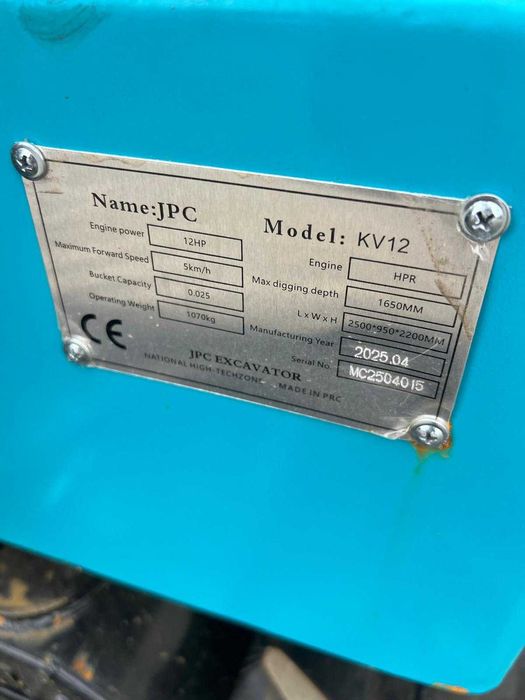 Name:JPC Model: KV12
Engine power 12HP Engine HPR
Maximum Forward Speed 5km/h Max digging depth 1650MM
Bucket Capacity 0.025 LxWxH 2500*950*2200MM
Operating Weight 1070kg Manufacturing Year 2025.04
Serial No. MC2504015
CE JPC EXCAVATOR
NATIONAL HIGH-TECHZONE MADE IN PRC